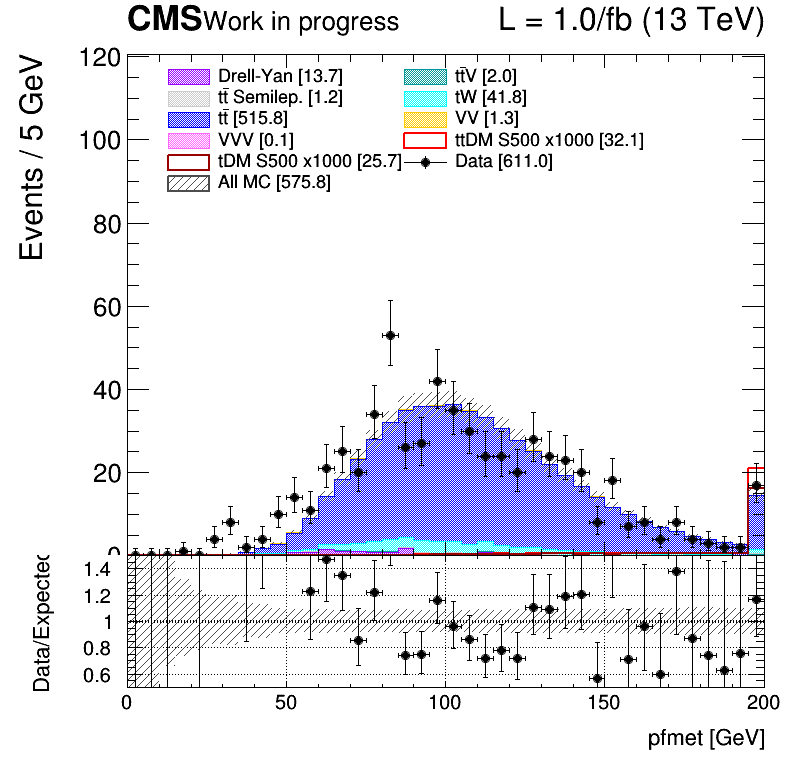 CMS Work in progress L = 1.0/fb (13 TeV)
Events / 5 GeV
120
100
80
60
40
20
0
Drell-Yan [13.7] tt̄V [2.0]
tt̄ Semilep. [1.2] tW [41.8]
tt̄ [515.8] VV [1.3]
VVV [0.1] ttDM S500 x1000 [32.1]
tDM S500 x1000 [25.7] Data [611.0]
All MC [575.8]
Data/Expected
1.4
1.2
1
0.8
0.6
0 50 100 150 200
pfmet [GeV]